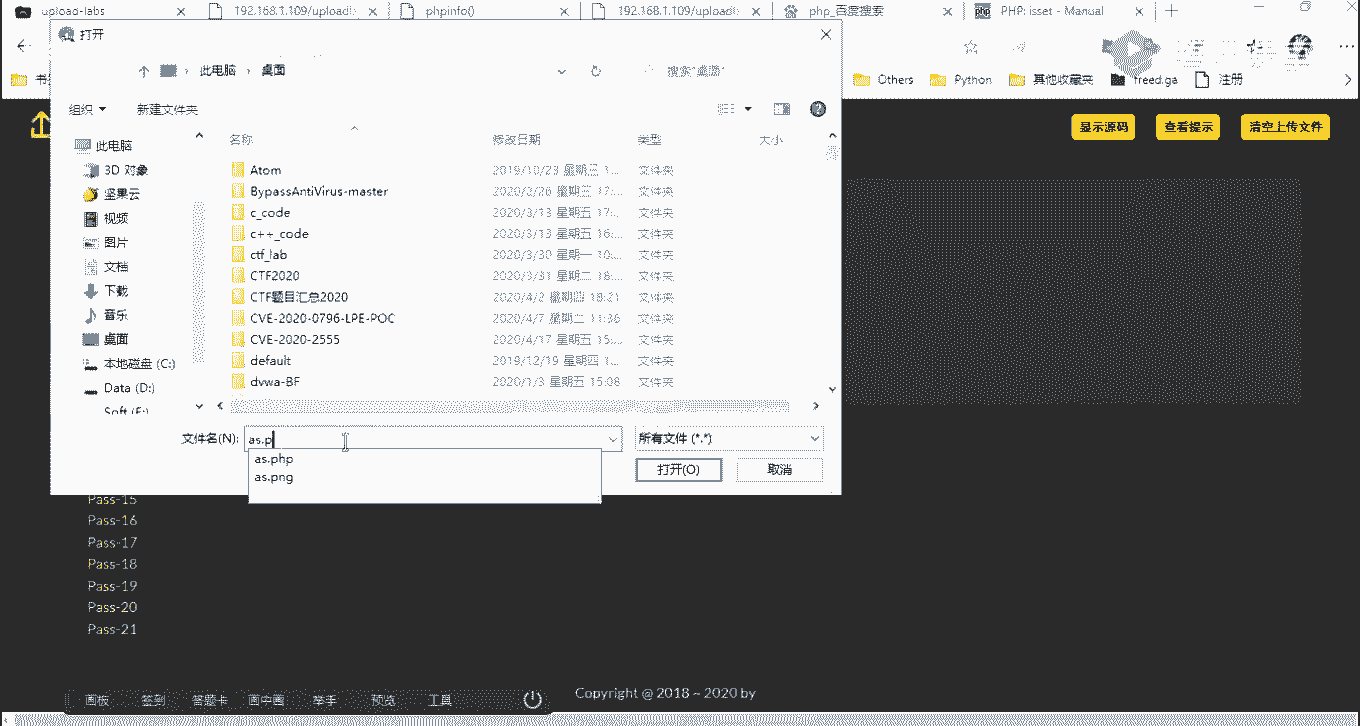 upload-labs
192.168.1.109/upload
phpinfo()
192.168.1.109/upload
php_百度搜索
PHP: isset - Manual
打开
此电脑 › 桌面
搜索"桌面"
Others
Python
其他收藏夹
freed.ga
注册
组织
新建文件夹
显示源码
查看提示
清空上传文件
名称
修改日期
类型
大小
此电脑
3D 对象
坚果云
视频
图片
文档
下载
音乐
桌面
本地磁盘 (C:)
Data (D:)
Soft (E:)
Atom 2019/10/23 星期三 1... 文件夹
BypassAntiVirus-master 2020/2/26 星期三 17:... 文件夹
c_code 2020/3/13 星期五 17:... 文件夹
c++_code 2020/3/13 星期五 16:... 文件夹
ctf_lab 2020/3/30 星期一 10:... 文件夹
CTF2020 2020/3/31 星期二 18:... 文件夹
CTF题目汇总2020 2020/4/2 星期四 18:21 文件夹
CVE-2020-0796-LPE-POC 2020/4/7 星期二 11:36 文件夹
CVE-2020-2555 2020/4/17 星期五 15:... 文件夹
default 2019/12/19 星期四 1... 文件夹
dvwa-BF 2020/1/3 星期五 15:08 文件夹
文件名(N):
as.p
所有文件 (*.*)
as.php
as.png
打开(O)
取消
Pass-15
Pass-16
Pass-17
Pass-18
Pass-19
Pass-20
Pass-21
画板
签到
答题卡
画中画
举手
预览
工具
Copyright @ 2018 ~ 2020 by